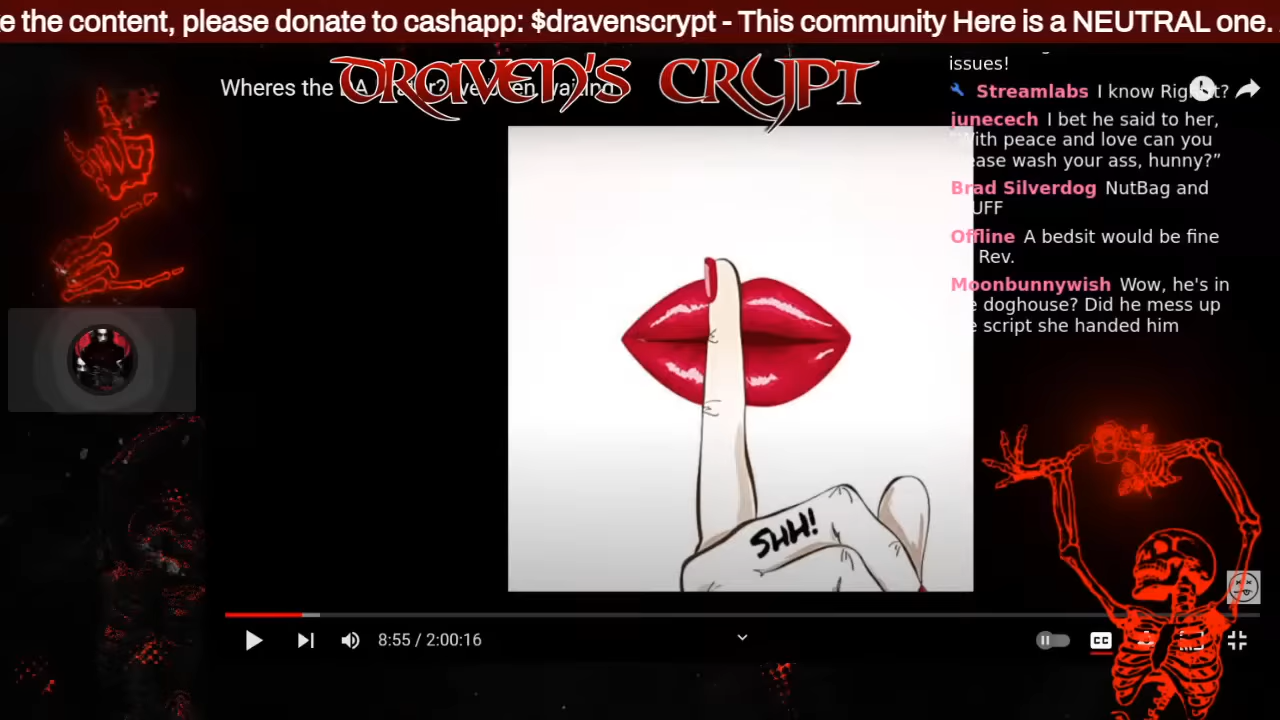 e the content, please donate to cashapp: $dravenscrypt - This community Here is a NEUTRAL one.
DRAVEN'S CRYPT
Wheres the
issues!
Streamlabs I know Right?
junecech I bet he said to her,
"With peace and love can you
ease wash your ass, hunny?”
Brad Silverdog NutBag and
UFF
Offline A bedsit would be fine
Rev.
Moonbunnywish Wow, he's in
e doghouse? Did he mess up
e script she handed him
SHH!
8:55 / 2:00:16
CC